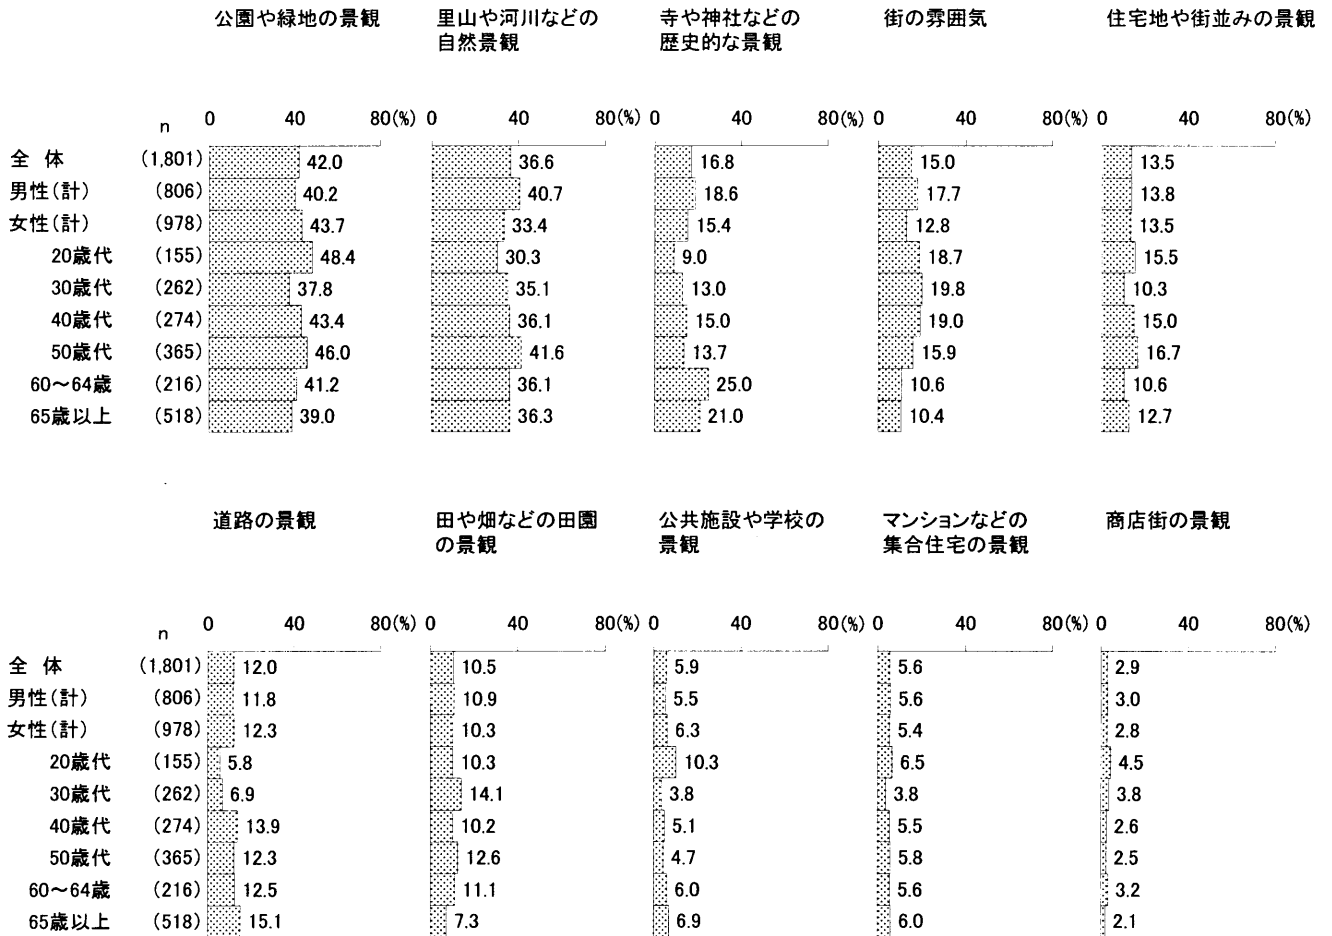 公園や緑地の景観 里山や河川などの 寺や神社などの 街の雰囲気 住宅地や街並みの景観
自然景観 歴史的な景観
n 0 40 80(%) 0 40 80(%) 0 40 80(%) 0 40 80(%) 0 40 80(%)
全 体 (1,801) 42.0 36.6 16.8 15.0 13.5
男性(計) (806) 40.2 40.7 18.6 17.7 13.8
女性(計) (978) 43.7 33.4 15.4 12.8 13.5
20歳代 (155) 48.4 30.3 9.0 18.7 15.5
30歳代 (262) 37.8 35.1 13.0 19.8 10.3
40歳代 (274) 43.4 36.1 15.0 19.0 15.0
50歳代 (365) 46.0 41.6 13.7 15.9 16.7
60～64歳 (216) 41.2 36.1 25.0 10.6 10.6
65歳以上 (518) 39.0 36.3 21.0 10.4 12.7
道路の景観 田や畑などの田園 公共施設や学校の マンションなどの 商店街の景観
の景観 景観 集合住宅の景観
n 0 40 80(%) 0 40 80(%) 0 40 80(%) 0 40 80(%) 0 40 80(%)
全 体 (1,801) 12.0 10.5 5.9 5.6 2.9
男性(計) (806) 11.8 10.9 5.5 5.6 3.0
女性(計) (978) 12.3 10.3 6.3 5.4 2.8
20歳代 (155) 5.8 10.3 10.3 6.5 4.5
30歳代 (262) 6.9 14.1 3.8 3.8 3.8
40歳代 (274) 13.9 10.2 5.1 5.5 2.6
50歳代 (365) 12.3 12.6 4.7 5.8 2.5
60～64歳 (216) 12.5 11.1 6.0 5.6 3.2
65歳以上 (518) 15.1 7.3 6.9 6.0 2.1